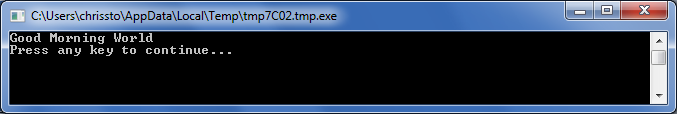 C:\Users\chrissto\AppData\Local\Temp\tmp7C02.tmp.exe
Good Morning World
Press any key to continue...